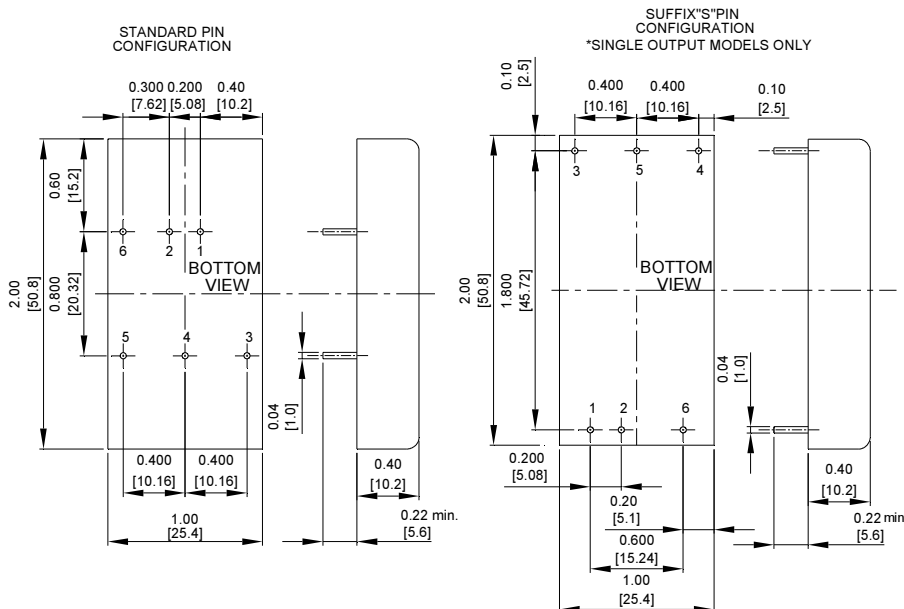 STANDARD PIN
CONFIGURATION
0.300 0.200 0.40
[7.62] [5.08] [10.2]
0.60
[15.2]
6 2 1
BOTTOM
VIEW
2.00
[50.8]
0.800
[20.32]
5 4 3
0.04
[1.0]
0.400 0.400
[10.16] [10.16]
1.00
[25.4]
0.40
[10.2]
0.22 min.
[5.6]
SUFFIX"S"PIN
CONFIGURATION
*SINGLE OUTPUT MODELS ONLY
0.10
[2.5]
0.400 0.400
[10.16] [10.16]
0.10
[2.5]
3 5 4
BOTTOM
VIEW
2.00
[50.8]
1.800
[45.72]
0.04
[1.0]
1 2 6
0.200
[5.08]
0.20
[5.1]
0.600
[15.24]
1.00
[25.4]
0.40
[10.2]
0.22 min.
[5.6]